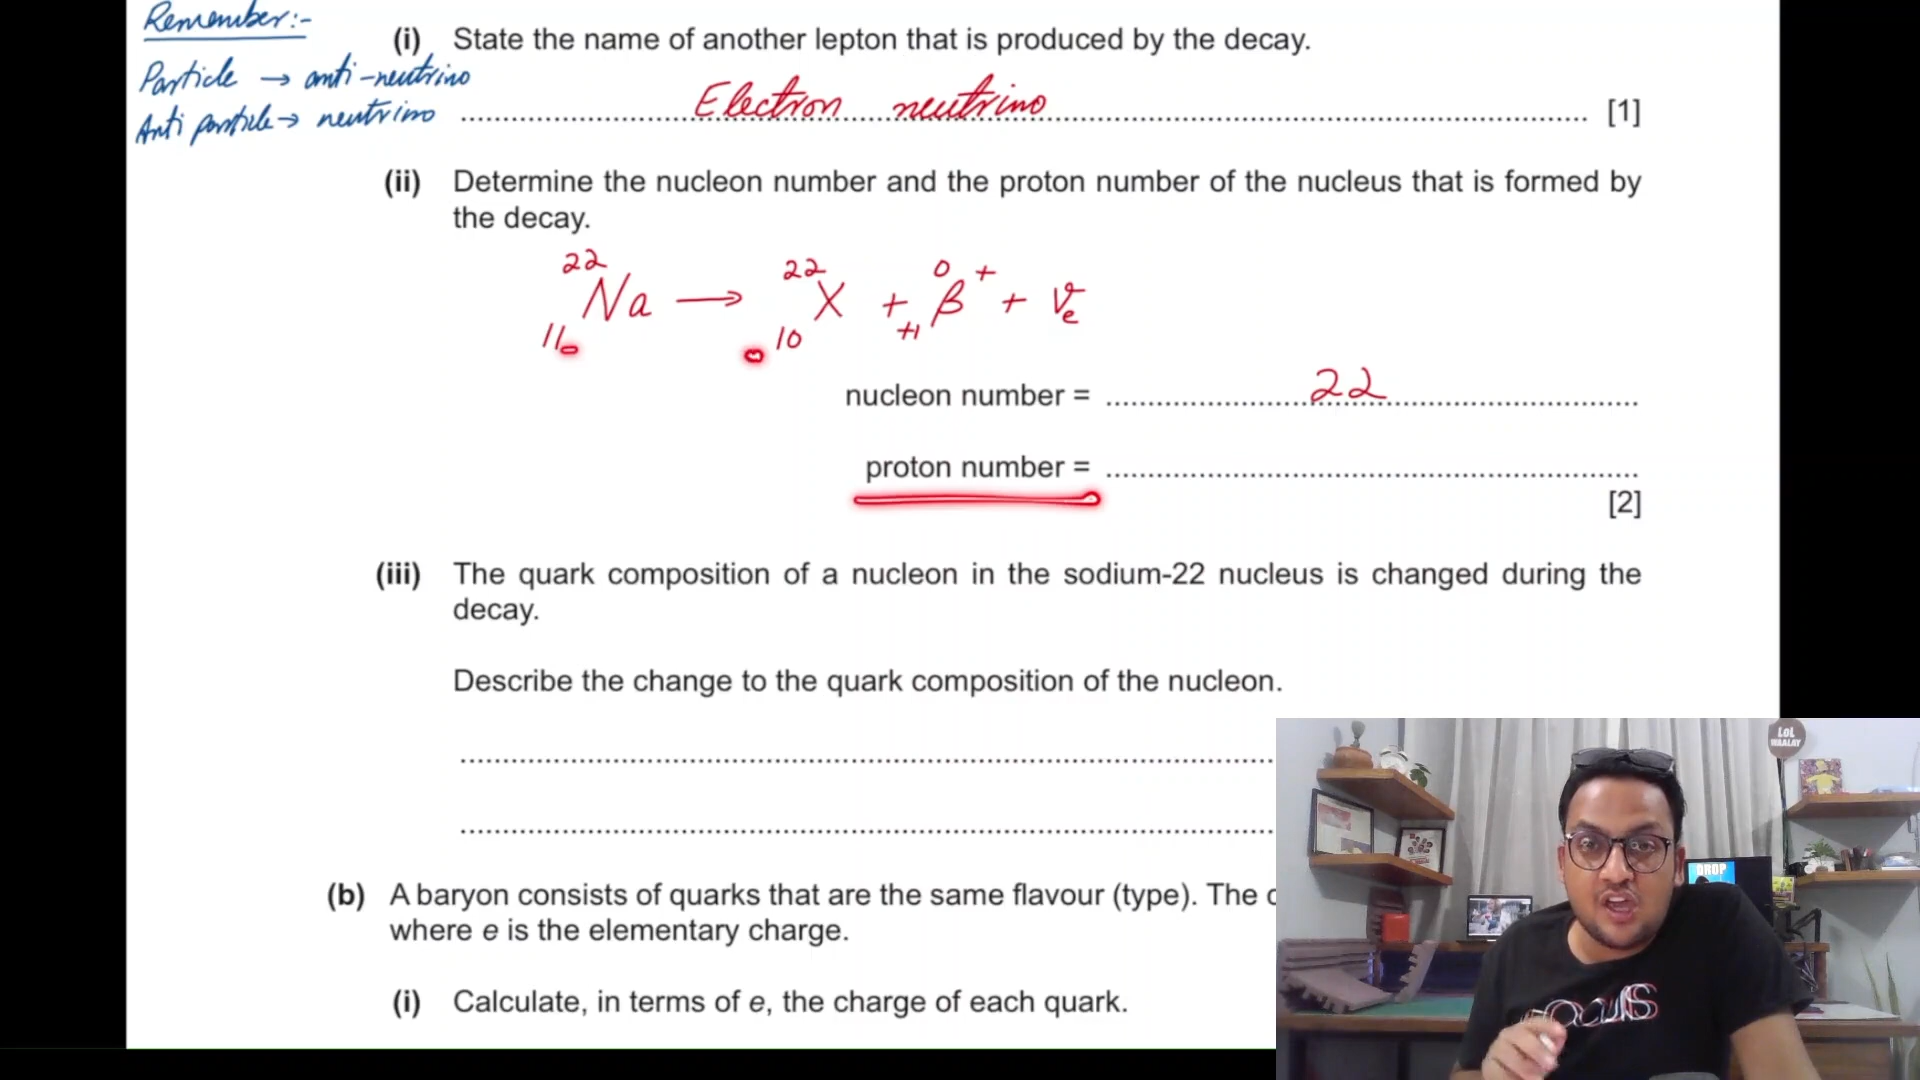 Remember:-
Particle → anti-neutrino
Anti particle → neutrino
(i) State the name of another lepton that is produced by the decay.
Electron neutrino [1]
(ii) Determine the nucleon number and the proton number of the nucleus that is formed by
the decay.
22 22 0 +
Na → X + β + νe
11 10 +1
nucleon number = 22
proton number =
[2]
(iii) The quark composition of a nucleon in the sodium-22 nucleus is changed during the
decay.
Describe the change to the quark composition of the nucleon.
(b) A baryon consists of quarks that are the same flavour (type). The
where e is the elementary charge.
(i) Calculate, in terms of e, the charge of each quark.
LOL
WAALAY
DROP
FOCUS